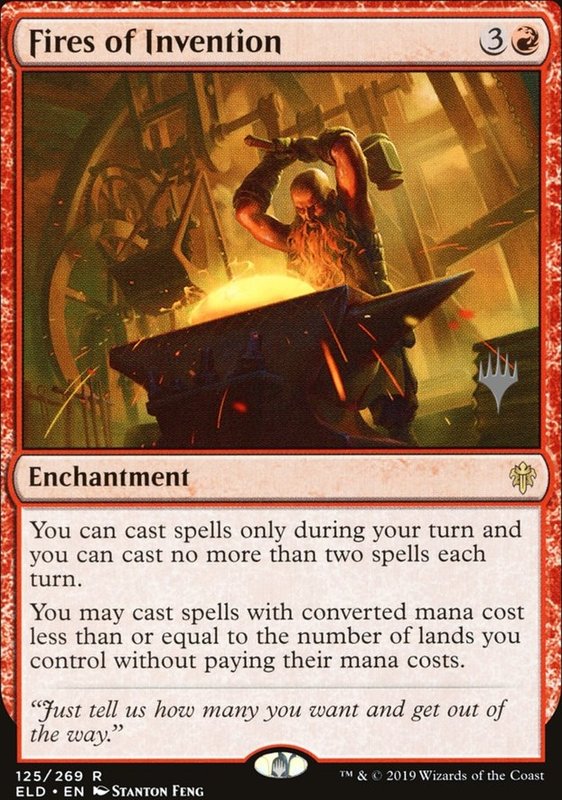 Fires of Invention 3
Enchantment
You can cast spells only during your turn and
you can cast no more than two spells each
turn.
You may cast spells with converted mana cost
less than or equal to the number of lands you
control without paying their mana costs.
“Just tell us how many you want and get out of
the way.”
125/269 R
ELD • EN Stanton Feng
™ & © 2019 Wizards of the Coast